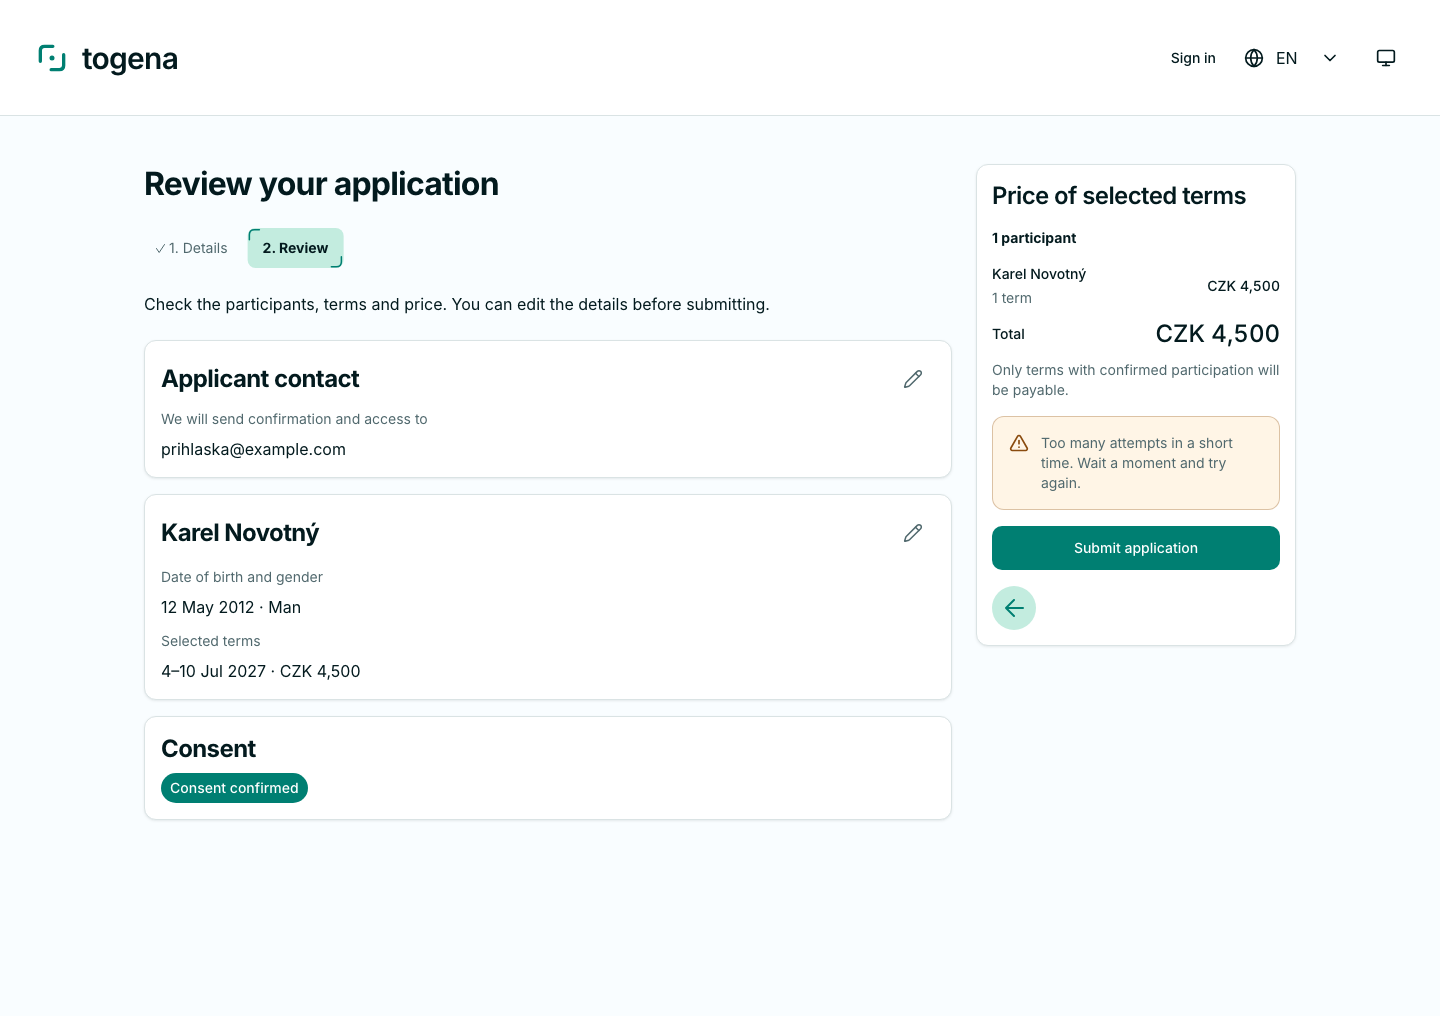 togena
Sign in
EN
Review your application
1. Details
2. Review
Check the participants, terms and price. You can edit the details before submitting.
Applicant contact
We will send confirmation and access to
prihlaska@example.com
Karel Novotný
Date of birth and gender
12 May 2012 · Man
Selected terms
4–10 Jul 2027 · CZK 4,500
Consent
Consent confirmed
Price of selected terms
1 participant
Karel Novotný
1 term
CZK 4,500
Total
CZK 4,500
Only terms with confirmed participation will
be payable.
Too many attempts in a short
time. Wait a moment and try
again.
Submit application